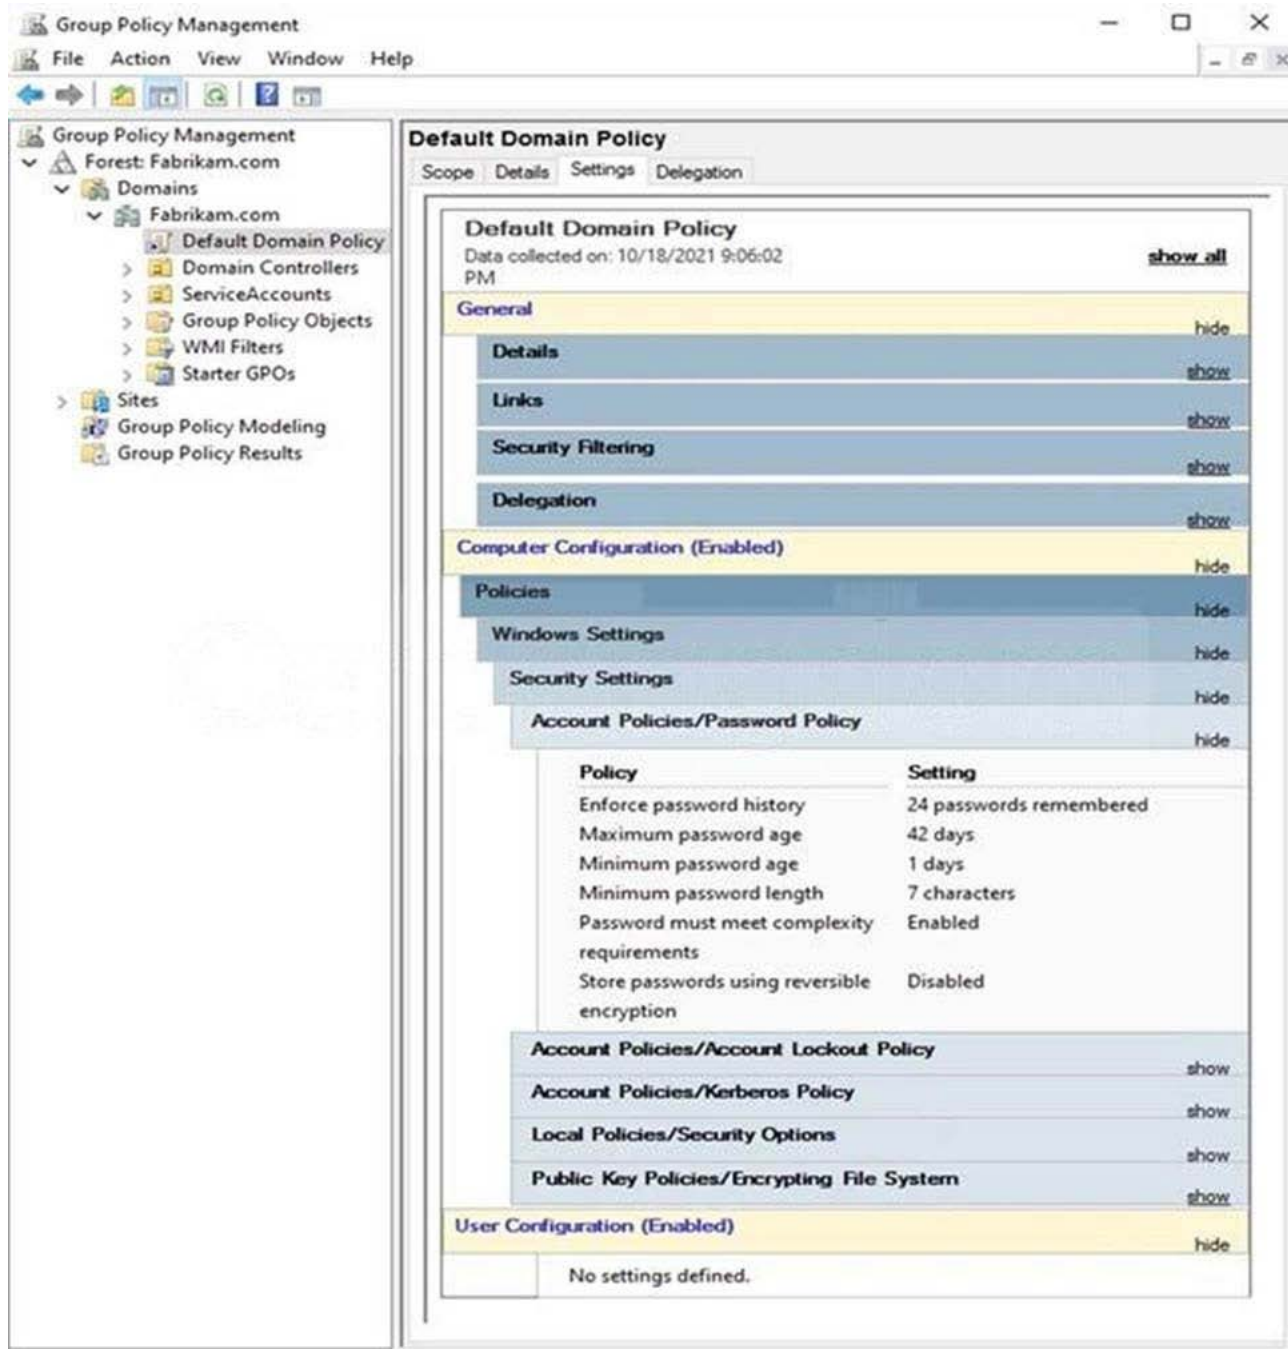 Group Policy Management
File Action View Window Help
Group Policy Management
Forest: Fabrikam.com
Domains
Fabrikam.com
Default Domain Policy
Domain Controllers
ServiceAccounts
Group Policy Objects
WMI Filters
Starter GPOs
Sites
Group Policy Modeling
Group Policy Results
Default Domain Policy
Scope Details Settings Delegation
Default Domain Policy
Data collected on: 10/18/2021 9:06:02
PM
show all
General
hide
Details
show
Links
show
Security Filtering
show
Delegation
show
Computer Configuration (Enabled)
hide
Policies
hide
Windows Settings
hide
Security Settings
hide
Account Policies/Password Policy
hide
Policy Setting
Enforce password history 24 passwords remembered
Maximum password age 42 days
Minimum password age 1 days
Minimum password length 7 characters
Password must meet complexity Enabled
requirements
Store passwords using reversible Disabled
encryption
Account Policies/Account Lockout Policy
show
Account Policies/Kerberos Policy
show
Local Policies/Security Options
show
Public Key Policies/Encrypting File System
show
User Configuration (Enabled)
hide
No settings defined.